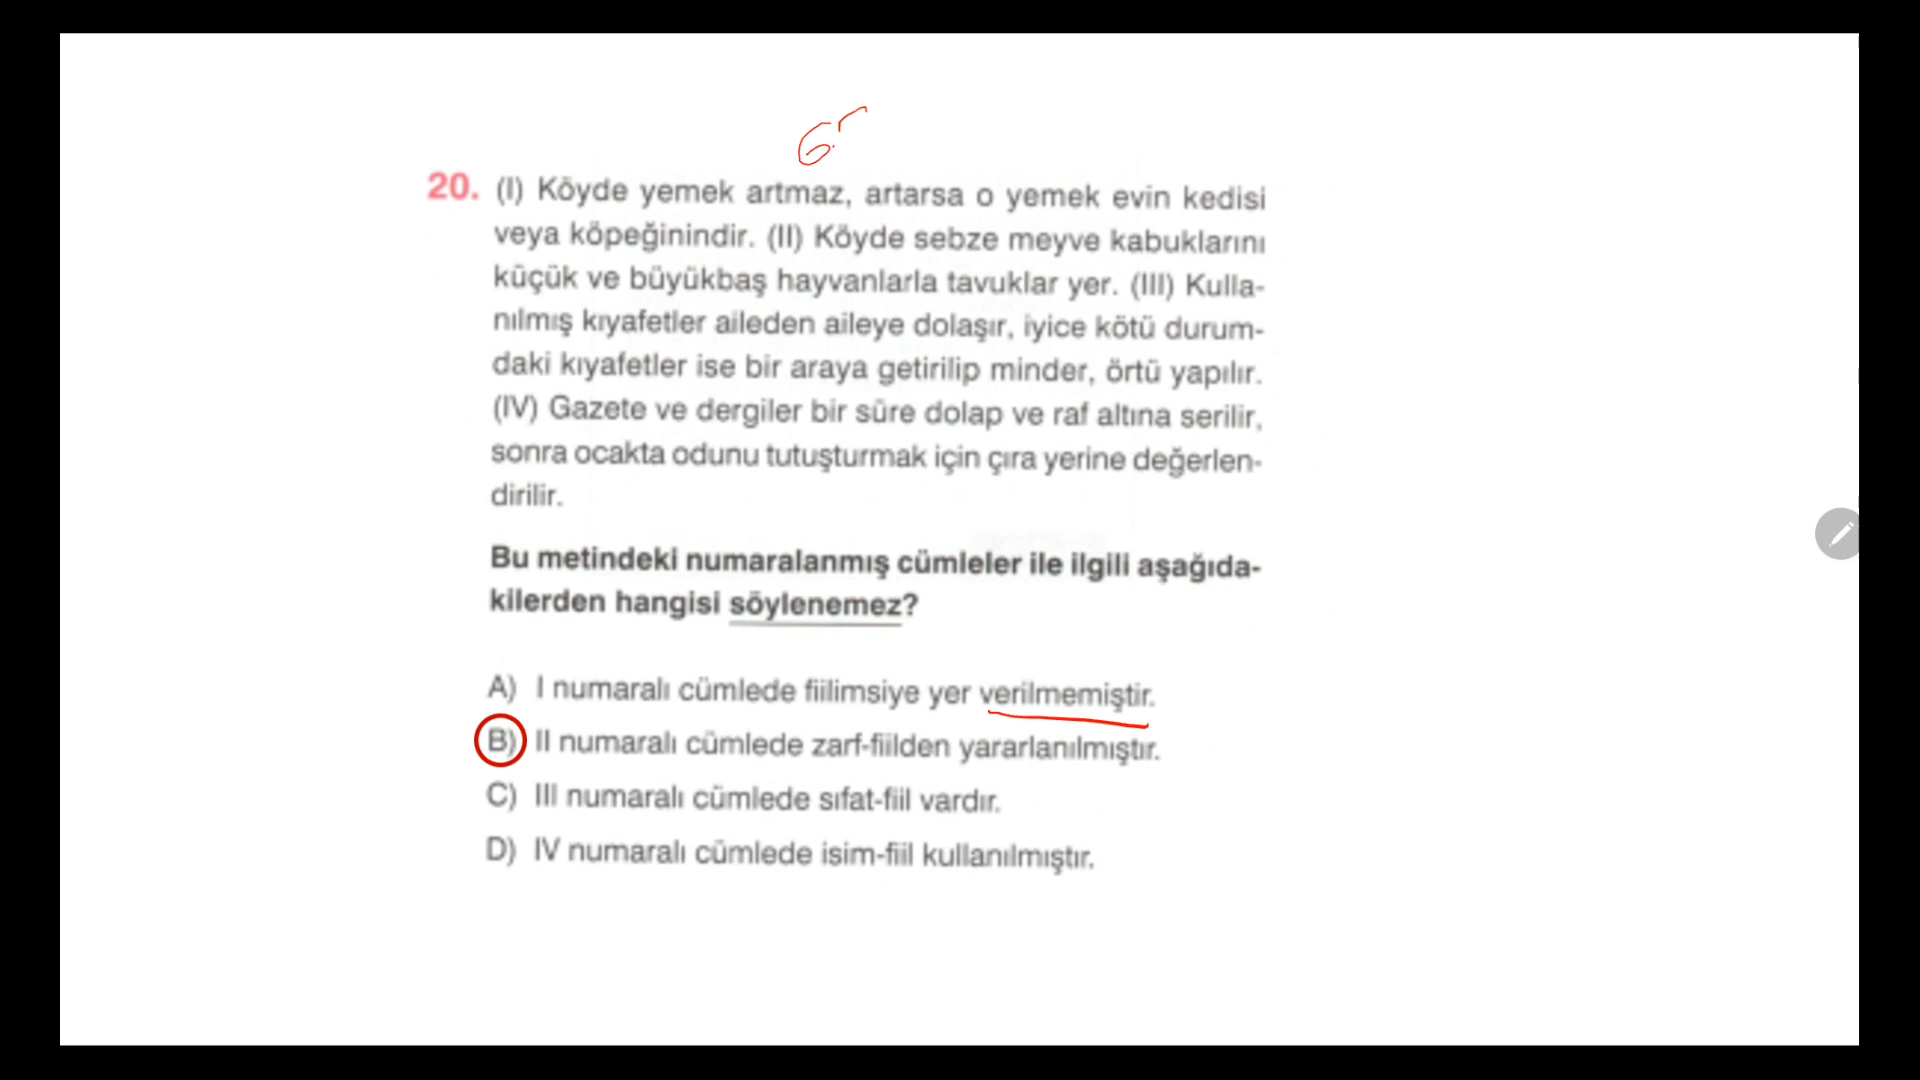 20. (I) Köyde yemek artmaz, artarsa o yemek evin kedisi
veya köpeğinindir. (II) Köyde sebze meyve kabuklarını
küçük ve büyükbaş hayvanlarla tavuklar yer. (III) Kulla-
nılmış kıyafetler aileden aileye dolaşır, iyice kötü durum-
daki kıyafetler ise bir araya getirilip minder, örtü yapılır.
(IV) Gazete ve dergiler bir süre dolap ve raf altına serilir,
sonra ocakta odunu tutuşturmak için çıra yerine değerlen-
dirilir.
Bu metindeki numaralanmış cümleler ile ilgili aşağıda-
kilerden hangisi söylenemez?
A) I numaralı cümlede fiilimsiye yer verilmemiştir.
B) II numaralı cümlede zarf-fiilden yararlanılmıştır.
C) III numaralı cümlede sıfat-fiil vardır.
D) IV numaralı cümlede isim-fiil kullanılmıştır.